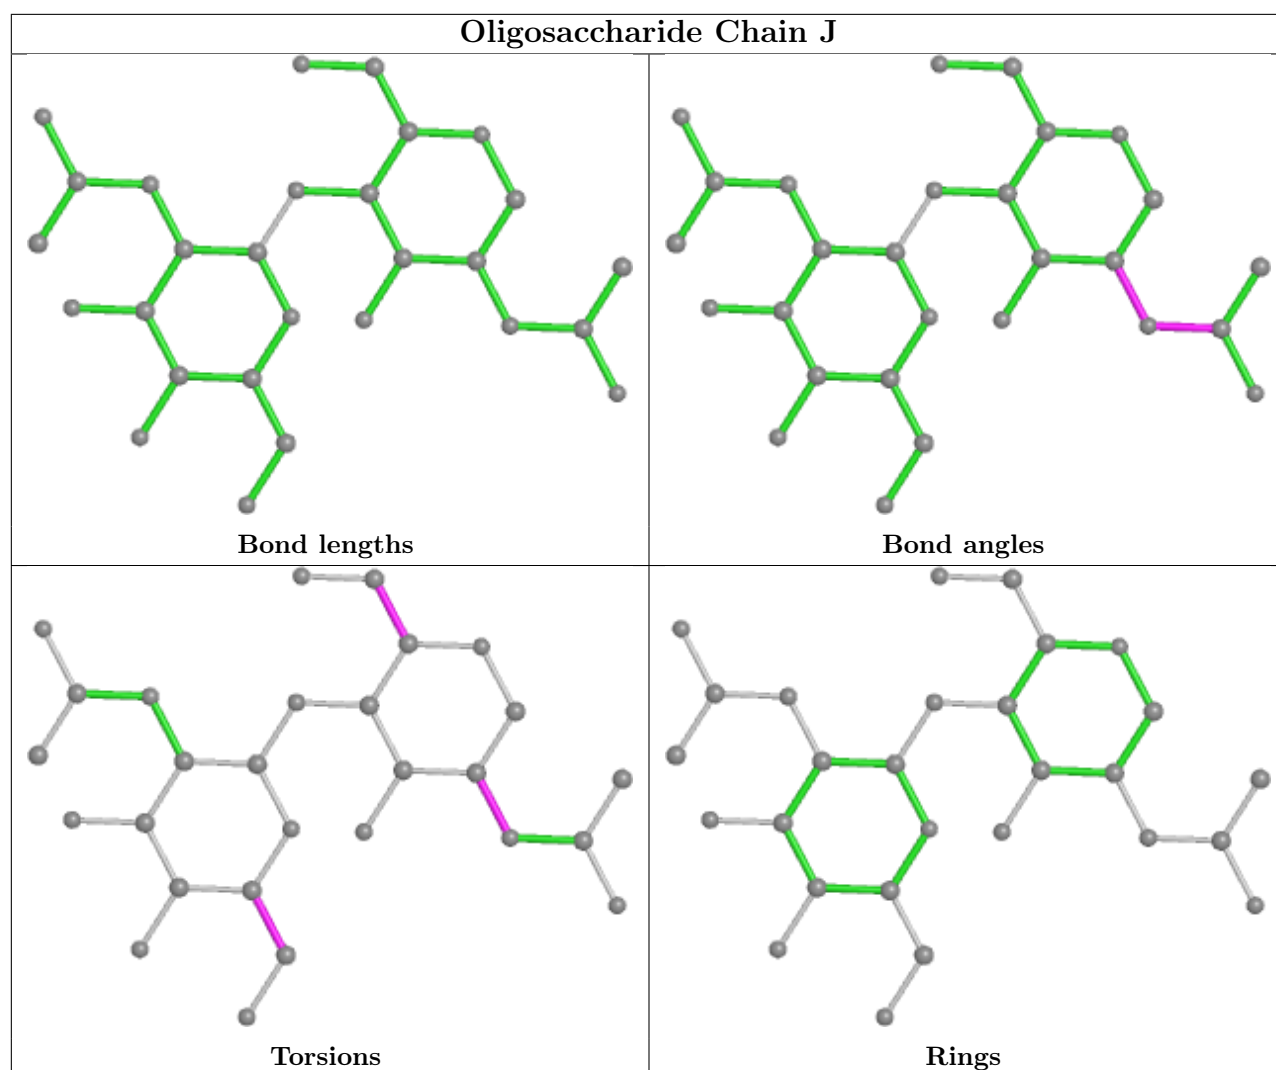 Oligosaccharide Chain J
Bond lengths
Bond angles
Torsions
Rings